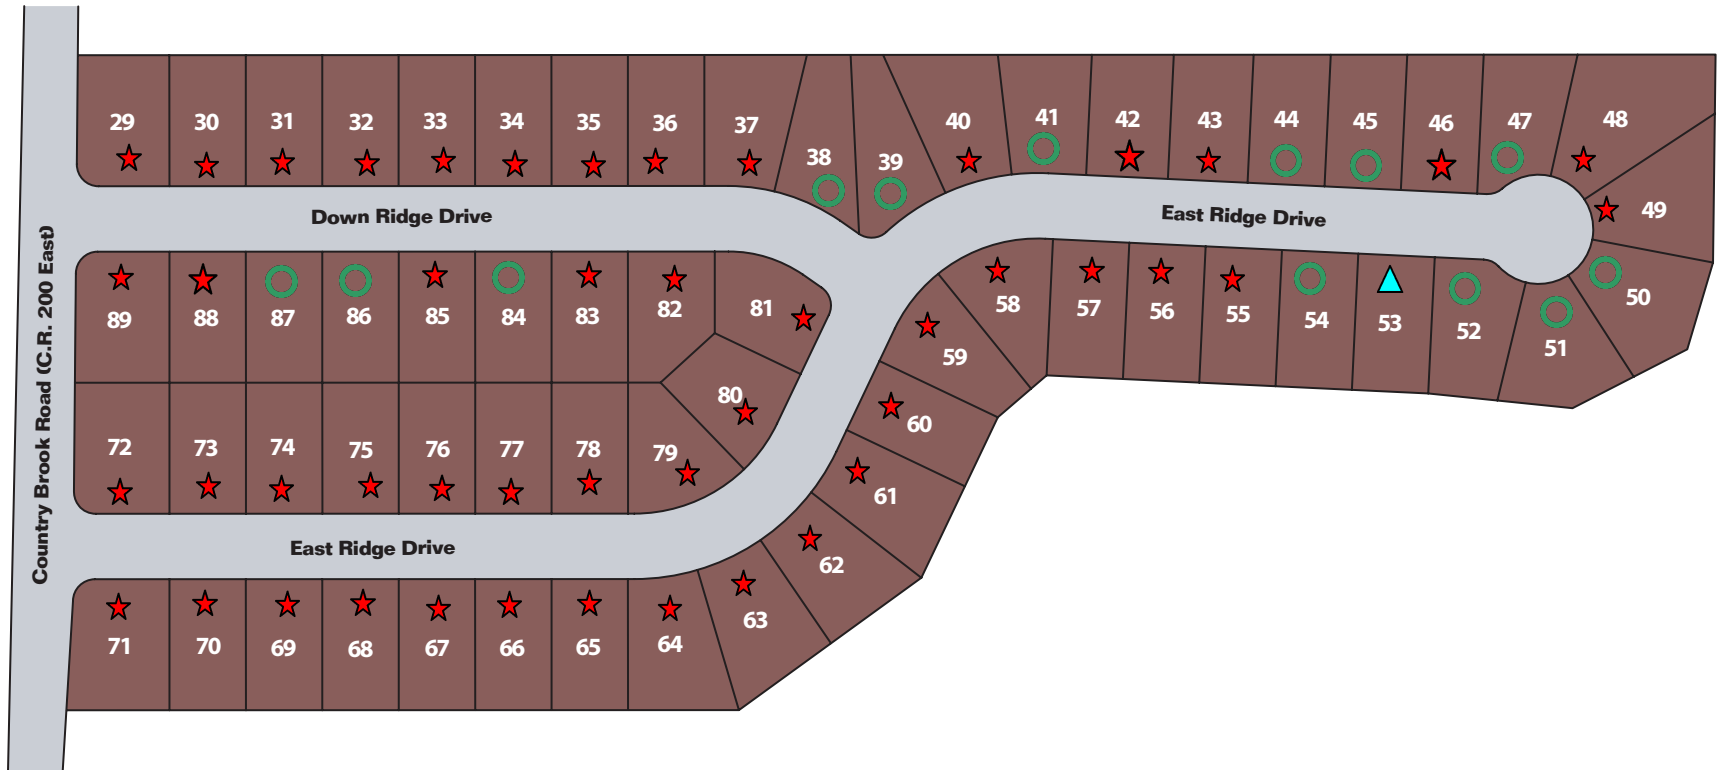 29 30 31 32 33 34 35 36 37 38 39 40 41 42 43 44 45 46 47 48
49
Down Ridge Drive
East Ridge Drive
Country Brook Road (C.R. 200 East)
89 88 87 86 85 84 83 82 81
58 57 56 55 54 53 52 51 50
59
80
60
72 73 74 75 76 77 78 79
61
East Ridge Drive
62
63
71 70 69 68 67 66 65 64